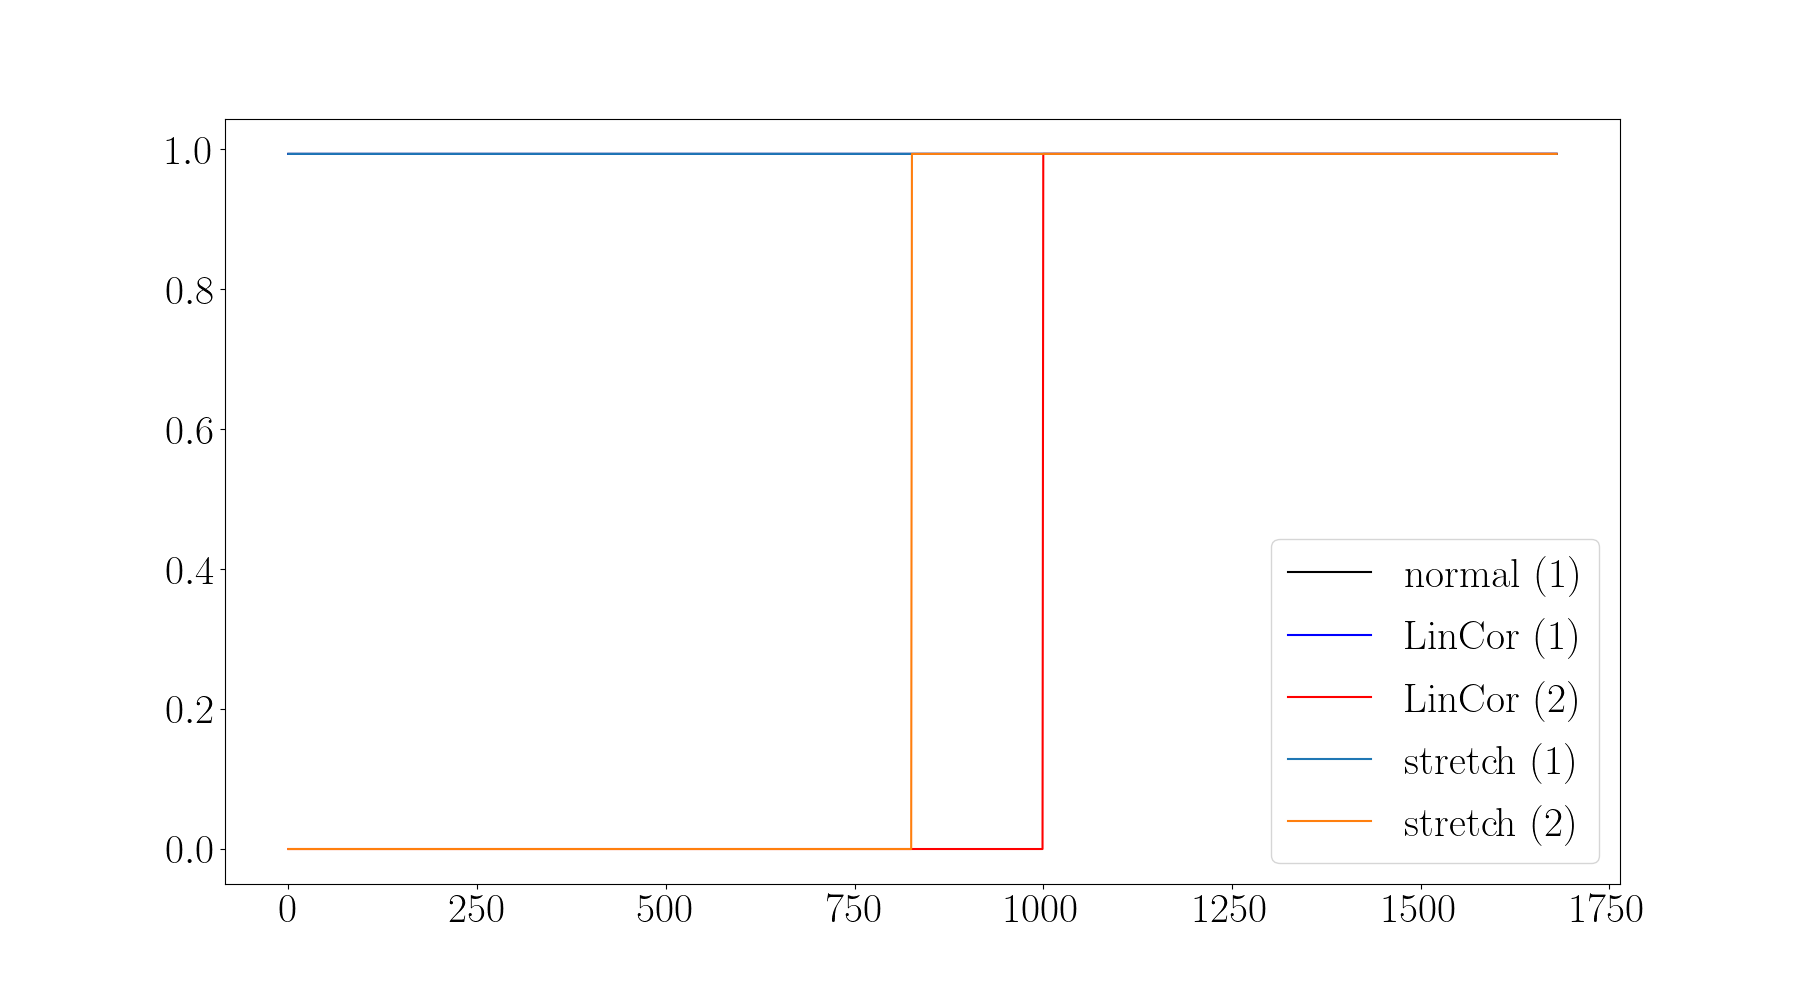 1.0
0.8
0.6
0.4
0.2
0.0
0 250 500 750 1000 1250 1500 1750
normal (1)
LinCor (1)
LinCor (2)
stretch (1)
stretch (2)